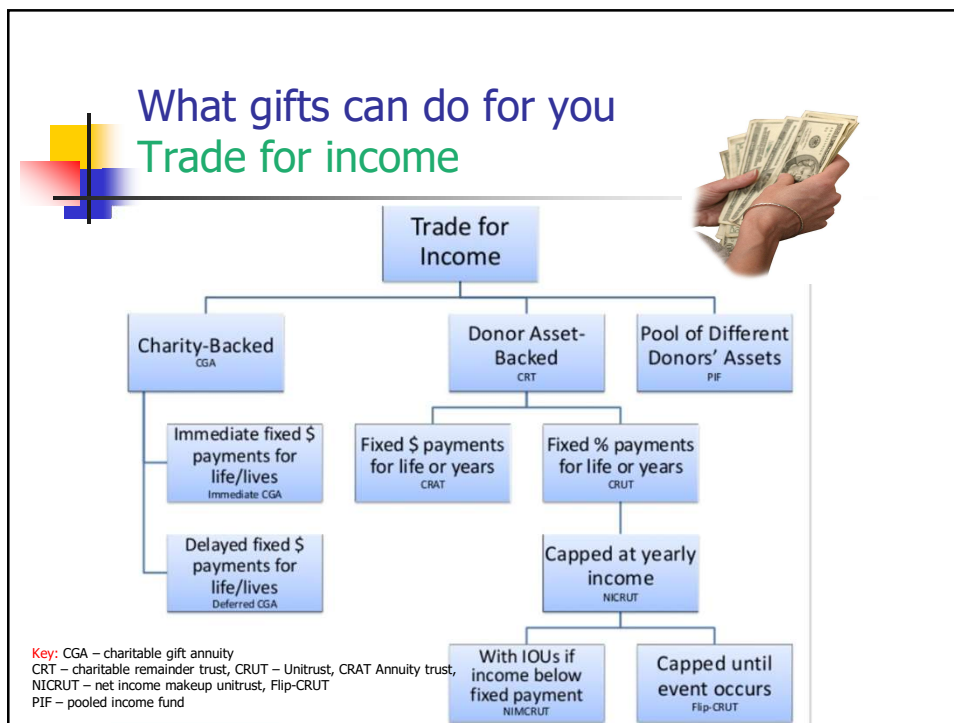 What gifts can do for you
Trade for income
Trade for
Income
Charity-Backed
CGA
Donor Asset-
Backed
CRT
Pool of Different
Donors' Assets
PIF
Immediate fixed $
payments for
life/lives
Immediate CGA
Fixed $ payments
for life or years
CRAT
Fixed % payments
for life or years
CRUT
Delayed fixed $
payments for
life/lives
Deferred CGA
Capped at yearly
income
NICRUT
With IOUs if
income below
fixed payment
NIMCRUT
Capped until
event occurs
Flip-CRUT
Key: CGA – charitable gift annuity
CRT – charitable remainder trust, CRUT – Unitrust, CRAT Annuity trust,
NICRUT – net income makeup unitrust, Flip-CRUT
PIF – pooled income fund